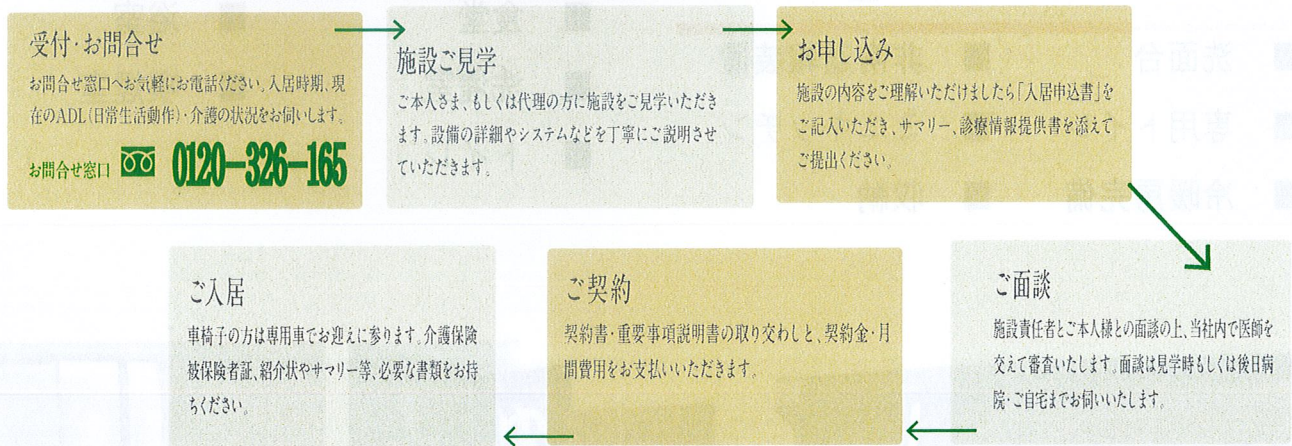 受付・お問合せ
お問合せ窓口へお気軽にお電話ください。入居時期、現
在のADL(日常生活動作)・介護の状況をお伺いします。
お問合せ窓口 0120-326-165
施設ご見学
ご本人さま、もしくは代理の方に施設をご見学いただき
ます。設備の詳細やシステムなどを丁寧にご説明させ
ていただきます。
お申し込み
施設の内容をご理解いただけましたら「入居申込書」を
ご記入いただき、サマリー、診療情報提供書を添えて
ご提出ください。
ご面談
施設責任者とご本人様との面談の上、当社内で医師を
交えて審査いたします。面談は見学時もしくは後日病
院・ご自宅までお伺いいたします。
ご契約
契約書・重要事項説明書の取り交わしと、契約金・月
間費用をお支払いいただきます。
ご入居
車椅子の方は専用車でお迎えに参ります。介護保険
被保険者証、紹介状やサマリー等、必要な書類をお持
ちください。